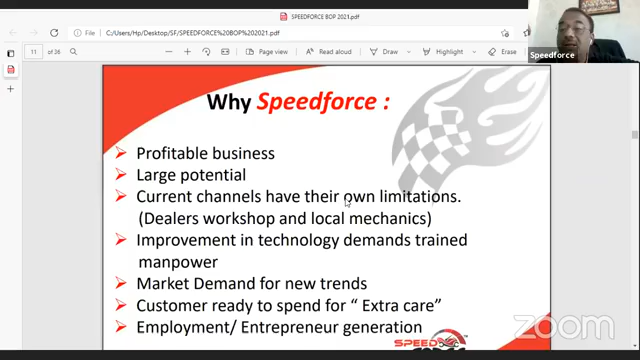 SPEEDFORCE BOP 2021.pdf
File
C:/Users/Hp/Desktop/SF/SPEEDFORCE%20BOP%202021.pdf
11 of 36
Page view
Read aloud
Draw
Highlight
Erase
Speedforce
Why Speedforce :
Profitable business
Large potential
Current channels have their own limitations.
(Dealers workshop and local mechanics)
Improvement in technology demands trained
manpower
Market Demand for new trends
Customer ready to spend for “ Extra care”
Employment/ Entrepreneur generation
SPEED
zoom